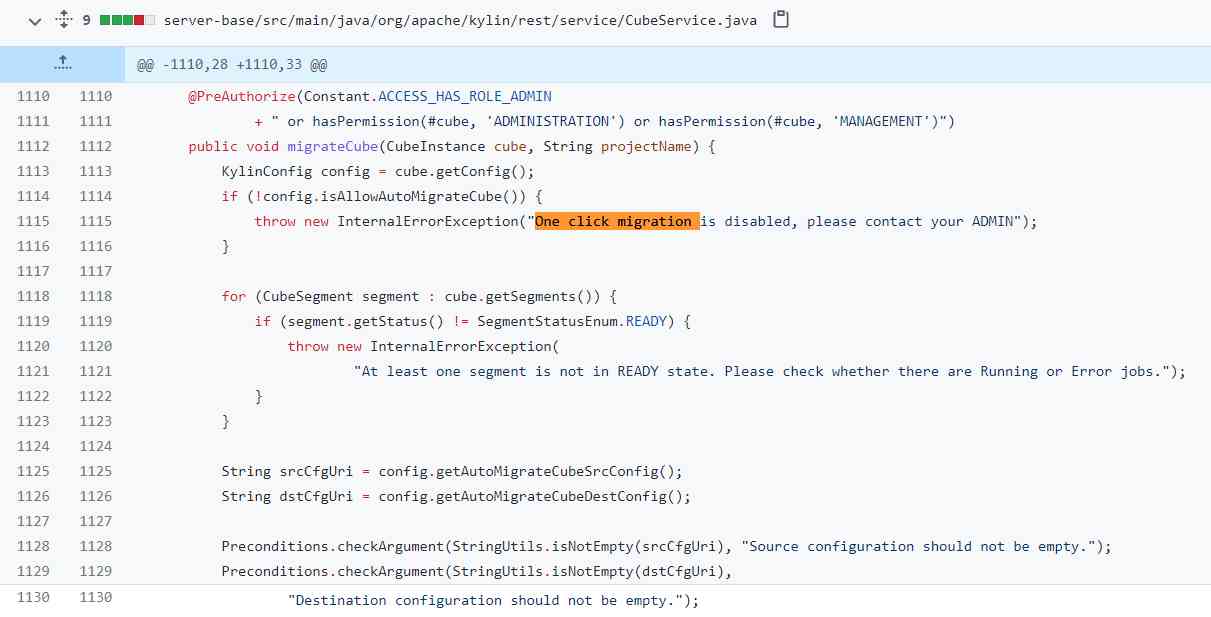 9 server-base/src/main/java/org/apache/kylin/rest/service/CubeService.java
@@ -1110,28 +1110,33 @@
1110 1110 @PreAuthorize(Constant.ACCESS_HAS_ROLE_ADMIN
1111 1111 + " or hasPermission(#cube, 'ADMINISTRATION') or hasPermission(#cube, 'MANAGEMENT')")
1112 1112 public void migrateCube(CubeInstance cube, String projectName) {
1113 1113 KylinConfig config = cube.getConfig();
1114 1114 if (!config.isAllowAutoMigrateCube()) {
1115 1115 throw new InternalErrorException("One click migration is disabled, please contact your ADMIN");
1116 1116 }
1117 1117
1118 1118 for (CubeSegment segment : cube.getSegments()) {
1119 1119 if (segment.getStatus() != SegmentStatusEnum.READY) {
1120 1120 throw new InternalErrorException(
1121 1121 "At least one segment is not in READY state. Please check whether there are Running or Error jobs.");
1122 1122 }
1123 1123 }
1124 1124
1125 1125 String srcCfgUri = config.getAutoMigrateCubeSrcConfig();
1126 1126 String dstCfgUri = config.getAutoMigrateCubeDestConfig();
1127 1127
1128 1128 Preconditions.checkArgument(StringUtils.isNotEmpty(srcCfgUri), "Source configuration should not be empty.");
1129 1129 Preconditions.checkArgument(StringUtils.isNotEmpty(dstCfgUri),
1130 1130 "Destination configuration should not be empty.");